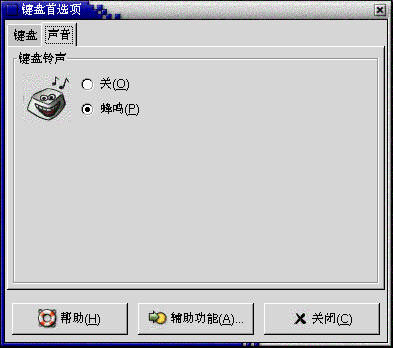 键盘首选项
键盘 声音
键盘铃声
关(O)
蜂鸣(P)
帮助(H) 辅助功能(A)... 关闭(C)